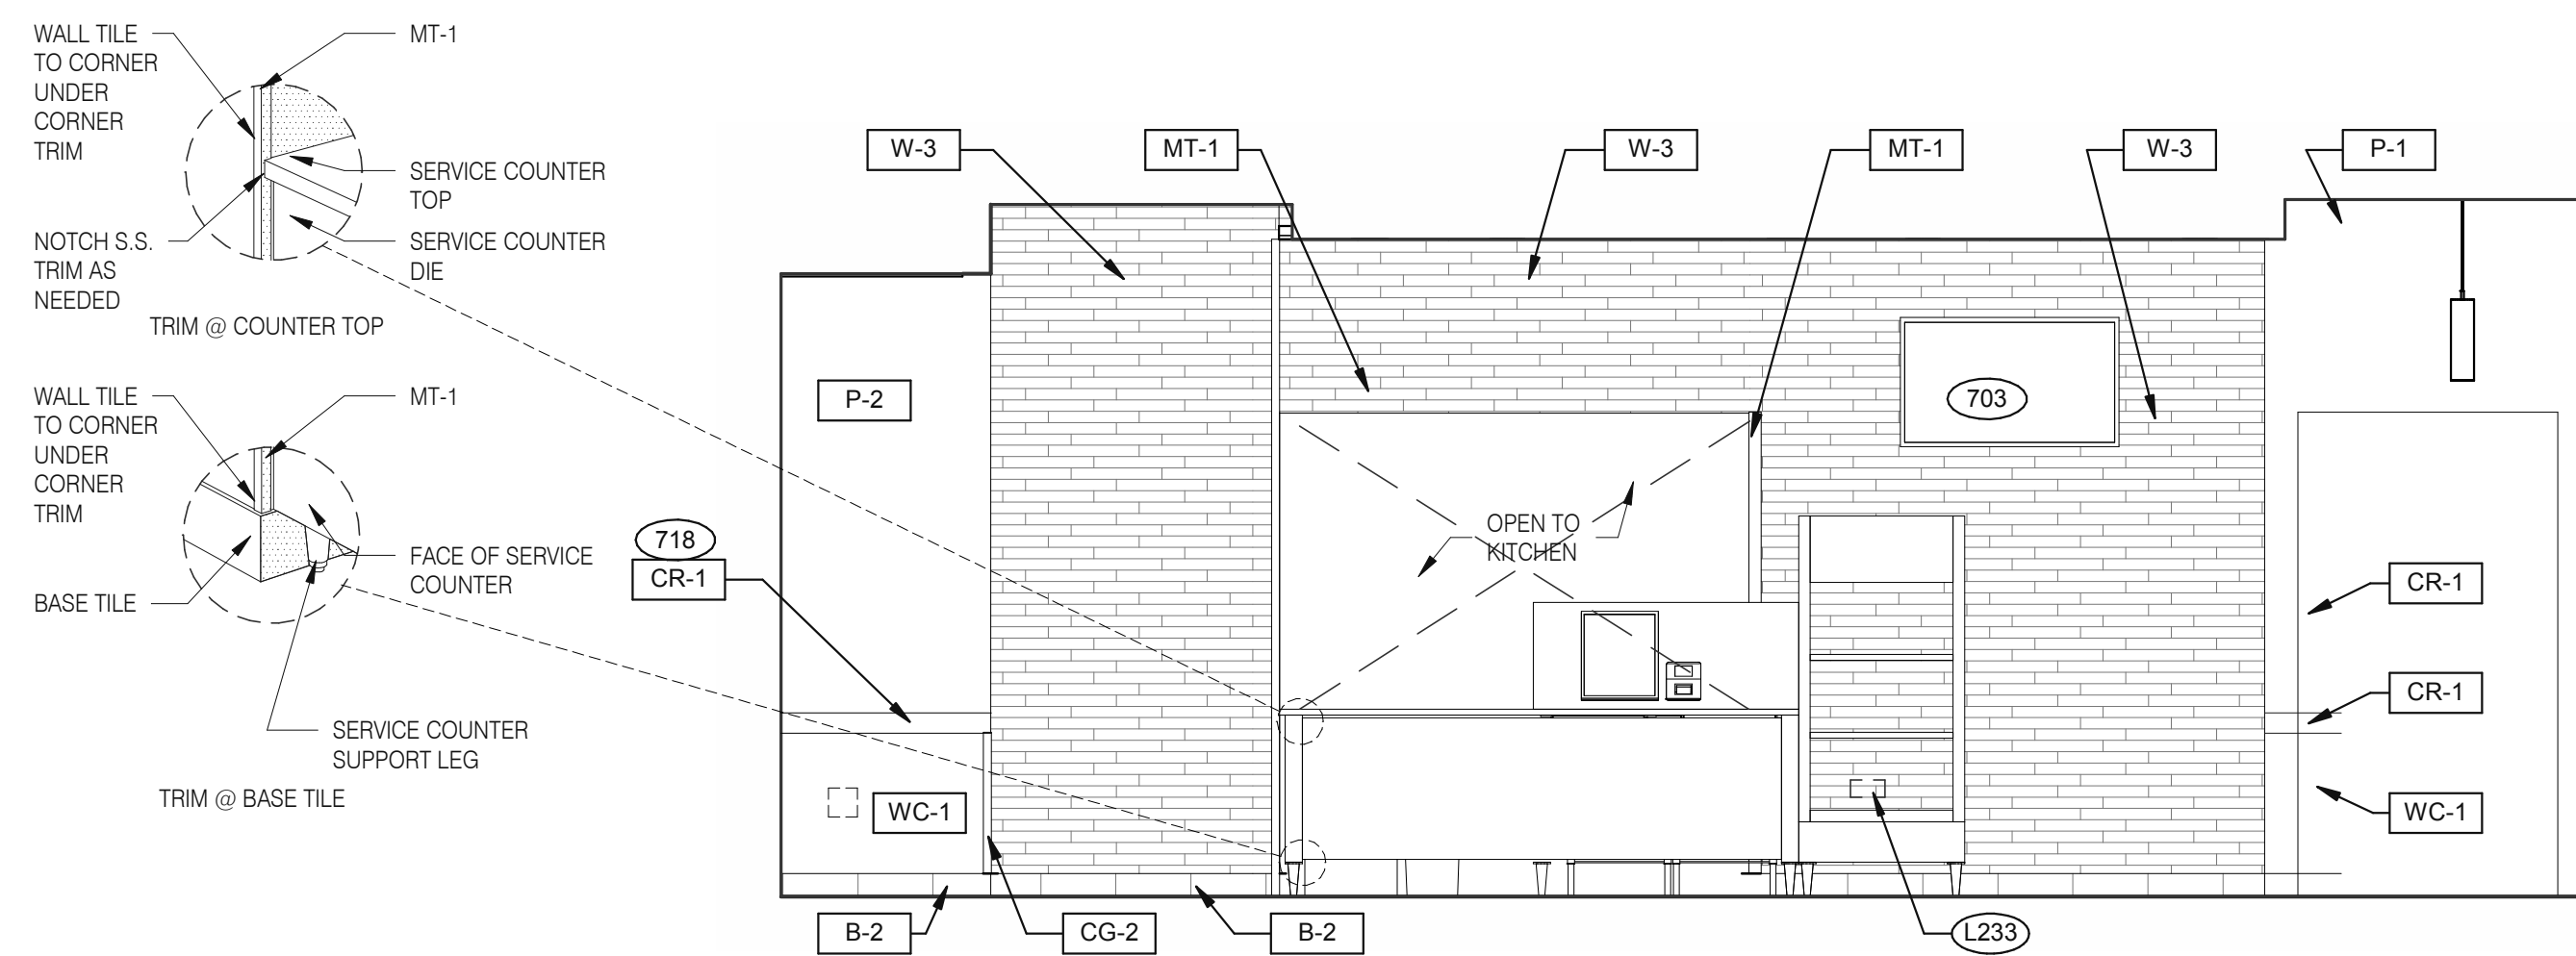 WALL TILE
TO CORNER
UNDER
CORNER
TRIM
MT-1
SERVICE COUNTER
TOP
NOTCH S.S.
TRIM AS
NEEDED
SERVICE COUNTER
DIE
TRIM @ COUNTER TOP
WALL TILE
TO CORNER
UNDER
CORNER
TRIM
MT-1
FACE OF SERVICE
COUNTER
BASE TILE
SERVICE COUNTER
SUPPORT LEG
TRIM @ BASE TILE
W-3
MT-1
W-3
MT-1
W-3
P-1
P-2
703
OPEN TO
KITCHEN
718
CR-1
CR-1
CR-1
WC-1
WC-1
B-2
CG-2
B-2
L233